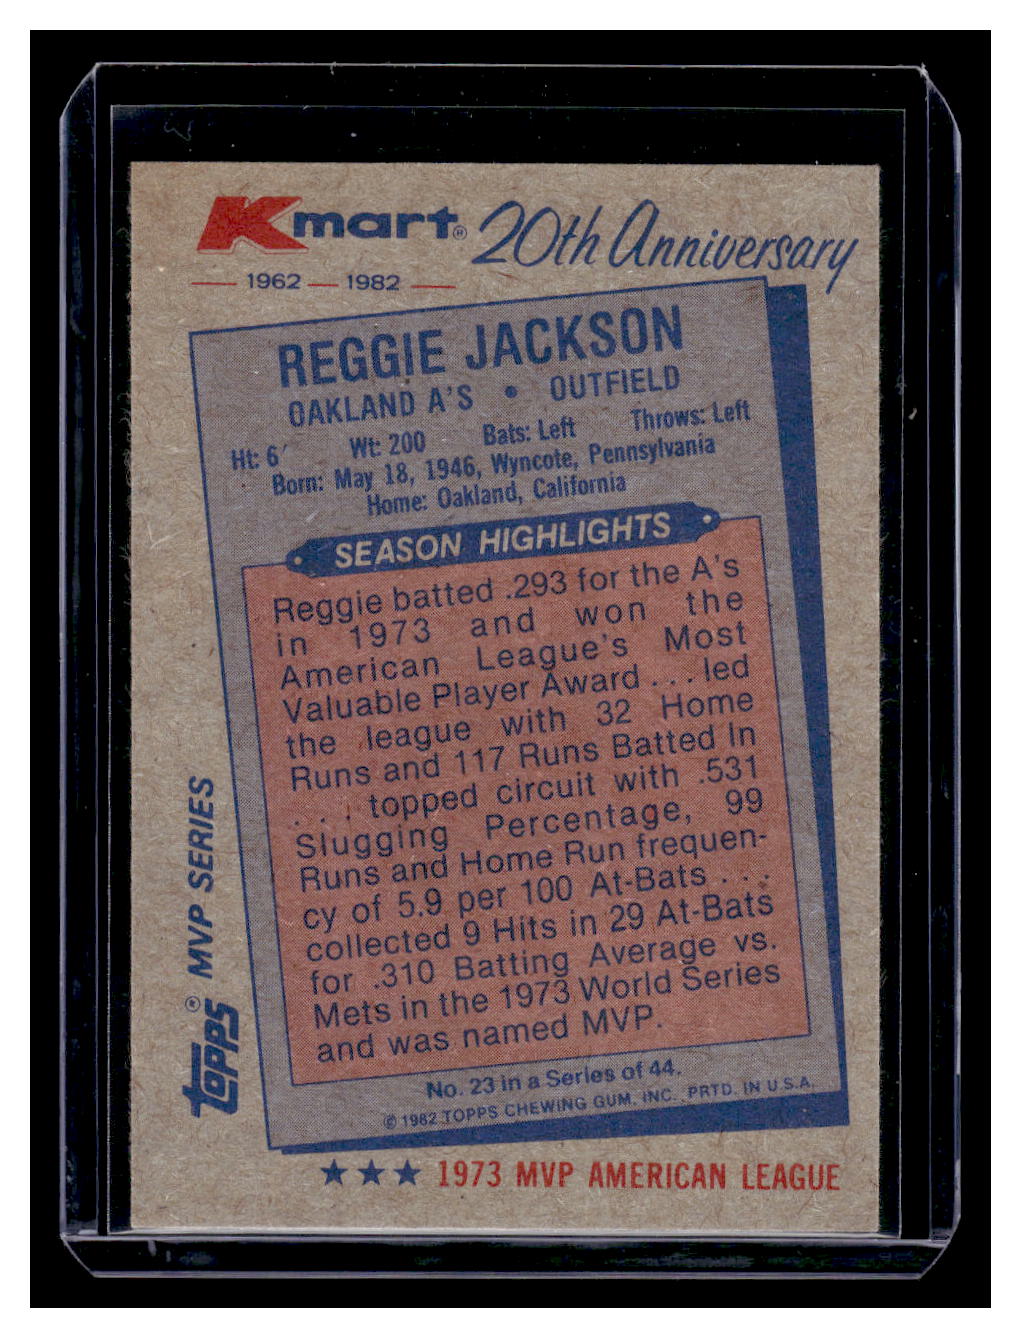 Kmart® 20th Anniversary
1962 — 1982
REGGIE JACKSON
OAKLAND A'S • OUTFIELD
Ht: 6' Wt: 200 Bats: Left Throws: Left
Born: May 18, 1946, Wyncote, Pennsylvania
Home: Oakland, California
SEASON HIGHLIGHTS
Reggie batted .293 for the A's
in 1973 and won the
American League's Most
Valuable Player Award . . . led
the league with 32 Home
Runs and 117 Runs Batted In
. . . topped circuit with .531
Slugging Percentage, 99
Runs and Home Run frequen-
cy of 5.9 per 100 At-Bats . . .
collected 9 Hits in 29 At-Bats
for .310 Batting Average vs.
Mets in the 1973 World Series
and was named MVP.
No. 23 in a Series of 44.
© 1982 TOPPS CHEWING GUM, INC. PRTD. IN U.S.A.
TOPPS® MVP SERIES
★★★ 1973 MVP AMERICAN LEAGUE